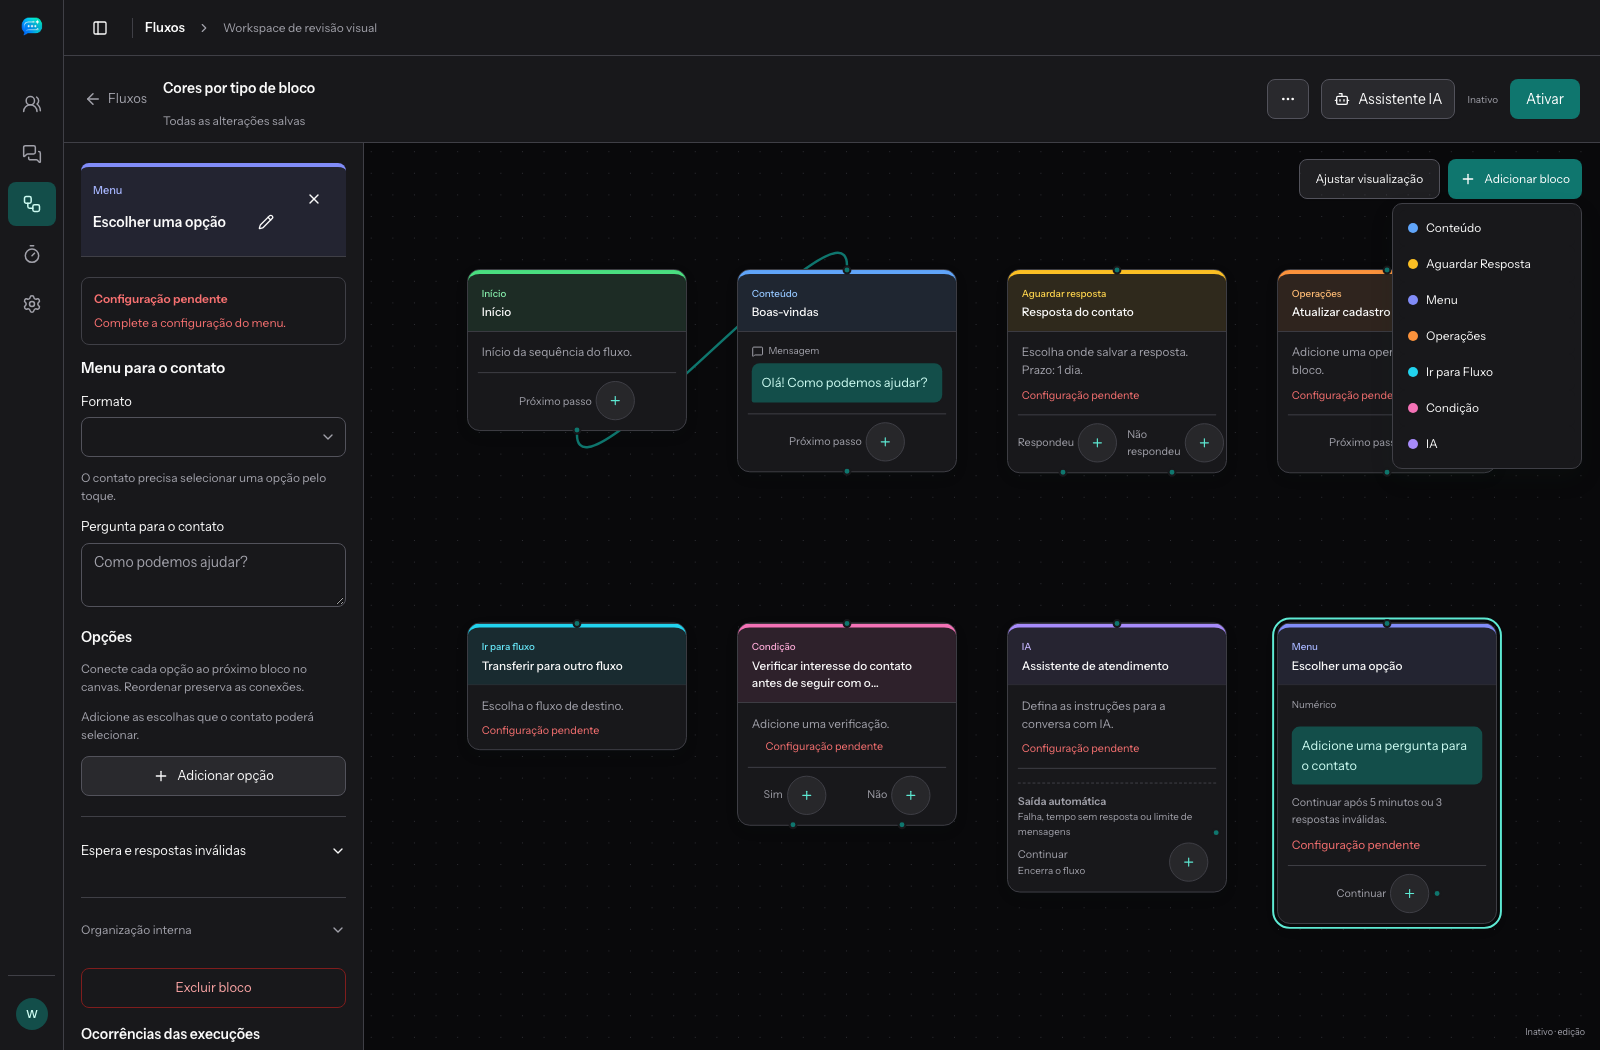 Fluxos
Workspace de revisão visual
Fluxos
Cores por tipo de bloco
Todas as alterações salvas
Assistente IA
Inativo
Ativar
Menu
Escolher uma opção
Configuração pendente
Complete a configuração do menu.
Menu para o contato
Formato
O contato precisa selecionar uma opção pelo
toque.
Pergunta para o contato
Como podemos ajudar?
Opções
Conecte cada opção ao próximo bloco no
canvas. Reordenar preserva as conexões.
Adicione as escolhas que o contato poderá
selecionar.
Adicionar opção
Espera e respostas inválidas
Organização interna
Excluir bloco
Ocorrências das execuções
W
Ajustar visualização
Adicionar bloco
Conteúdo
Aguardar Resposta
Menu
Operações
Ir para Fluxo
Condição
IA
Início
Início
Início da sequência do fluxo.
Próximo passo
Conteúdo
Boas-vindas
Mensagem
Olá! Como podemos ajudar?
Próximo passo
Aguardar resposta
Resposta do contato
Escolha onde salvar a resposta.
Prazo: 1 dia.
Configuração pendente
Respondeu
Não
respondeu
Operações
Atualizar cadastro
Adicione uma oper
bloco.
Configuração pende
Próximo pass
Ir para fluxo
Transferir para outro fluxo
Escolha o fluxo de destino.
Configuração pendente
Condição
Verificar interesse do contato
antes de seguir com o...
Adicione uma verificação.
Configuração pendente
Sim
Não
IA
Assistente de atendimento
Defina as instruções para a
conversa com IA.
Configuração pendente
Saída automática
Falha, tempo sem resposta ou limite de
mensagens
Continuar
Encerra o fluxo
Menu
Escolher uma opção
Numérico
Adicione uma pergunta para
o contato
Continuar após 5 minutos ou 3
respostas inválidas.
Configuração pendente
Continuar
Inativo · edição